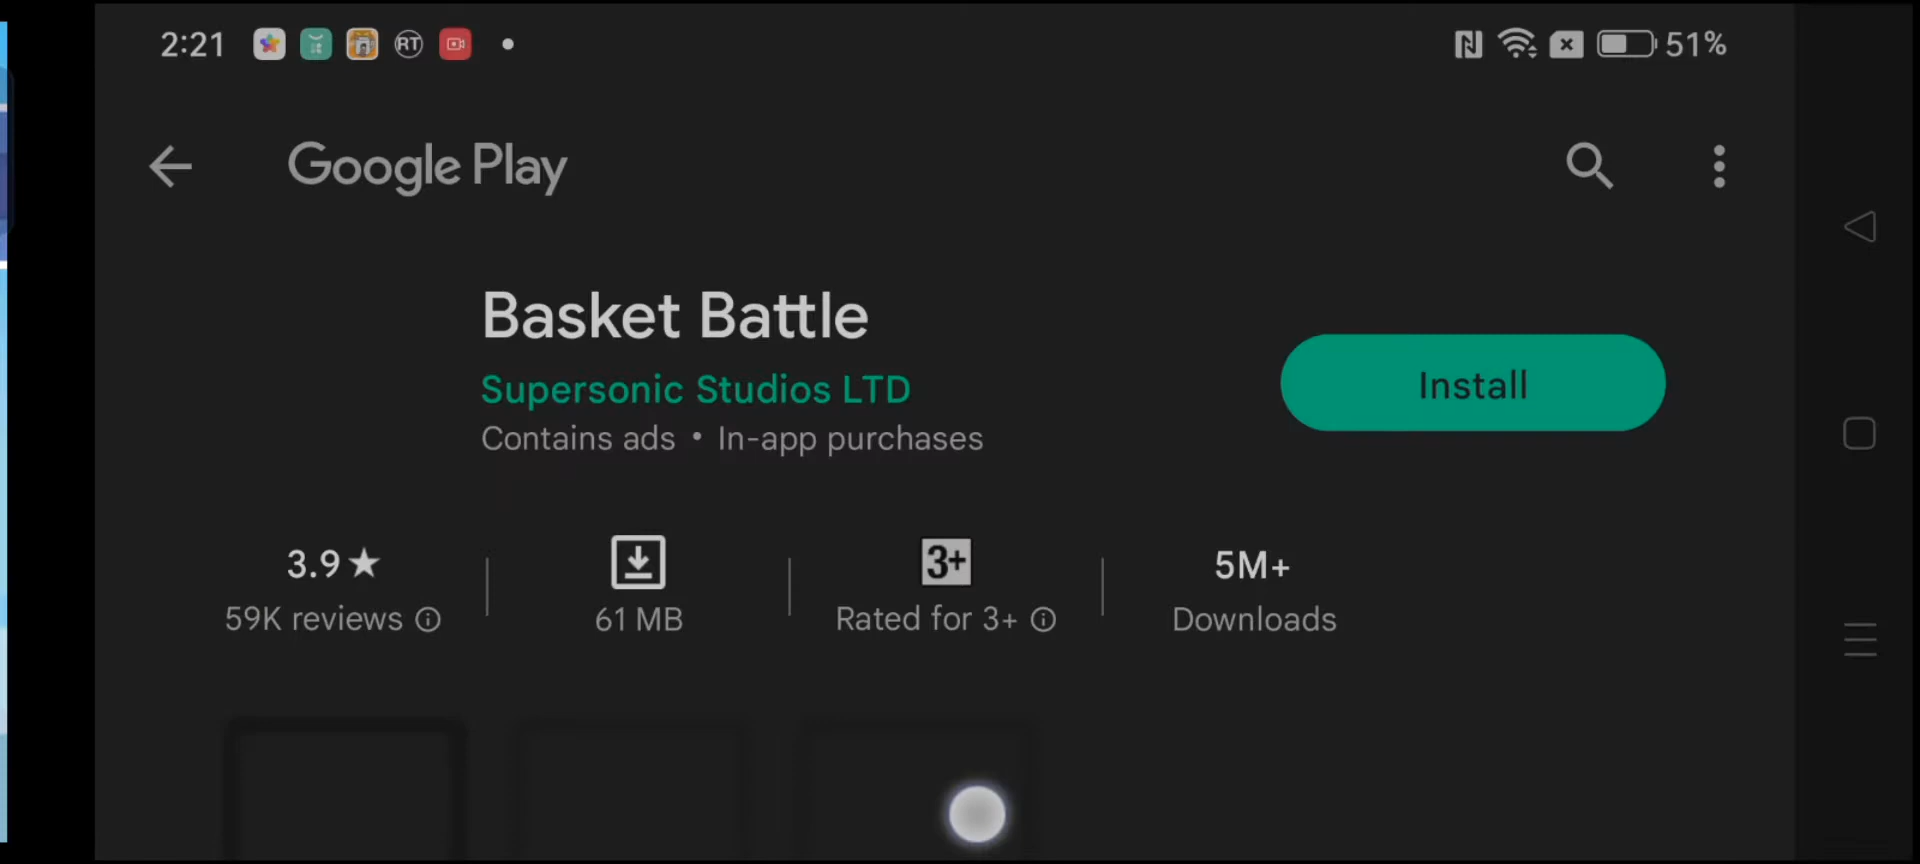 2:21 RT 51%
Google Play
Basket Battle
Supersonic Studios LTD
Contains ads • In-app purchases
Install
3.9★ 3+ 5M+
59K reviews 61 MB Rated for 3+ Downloads